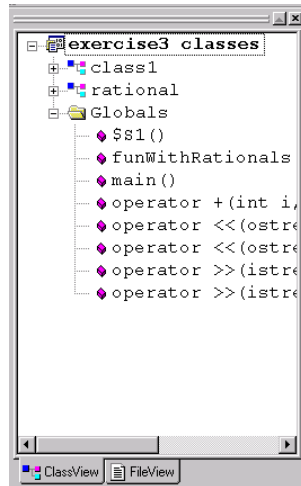 exercise3 classes
class1
rational
Globals
$S1()
funWithRationals
main()
operator +(int i,
operator <<(ostre
operator <<(ostre
operator >>(istre
operator >>(istre
ClassView FileView